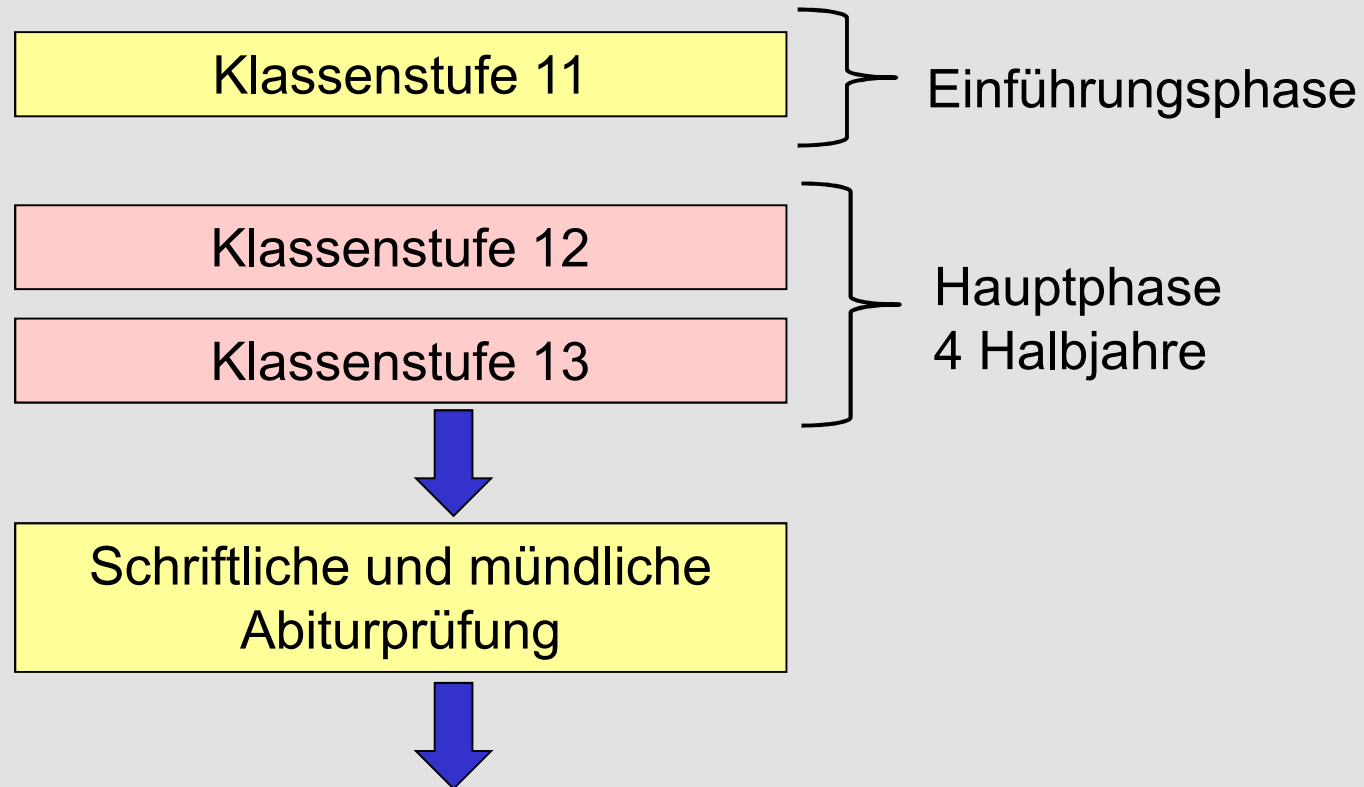 Klassenstufe 11
Einführungsphase
Klassenstufe 12
Klassenstufe 13
Hauptphase
4 Halbjahre
Schriftliche und mündliche
Abiturprüfung